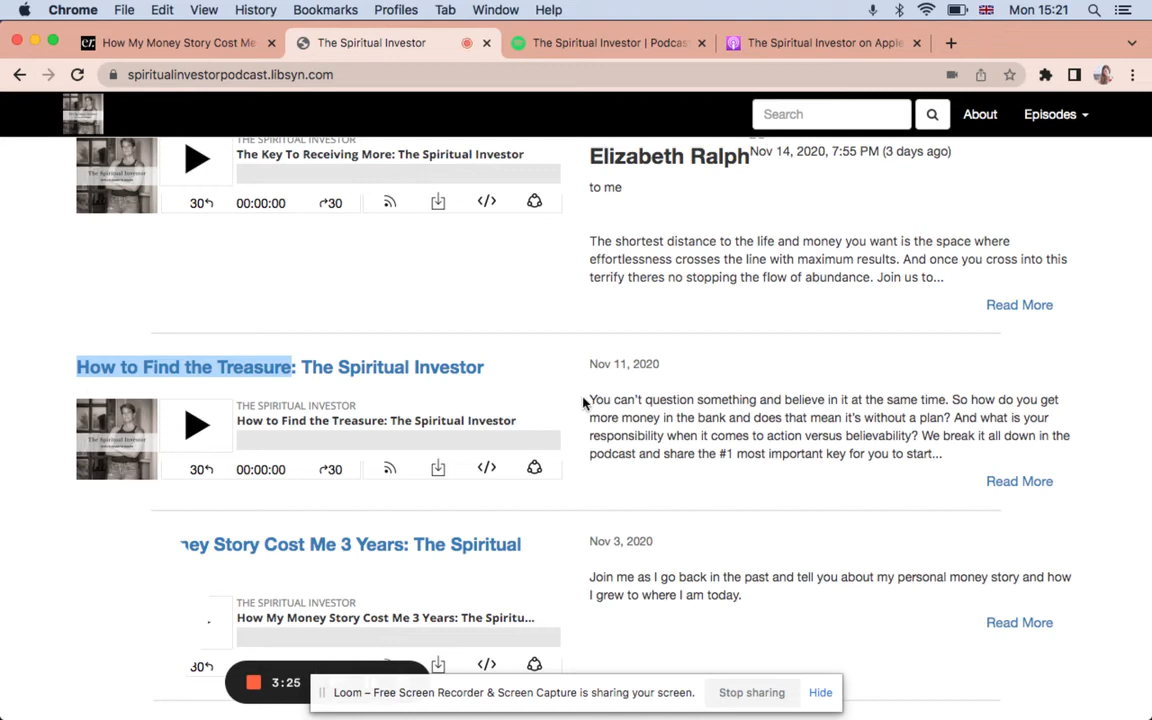 Chrome File Edit View History Bookmarks Profiles Tab Window Help Mon 15:21
How My Money Story Cost Me
The Spiritual Investor
The Spiritual Investor | Podcas
The Spiritual Investor on Apple
spiritualinvestorpodcast.libsyn.com
Search
About
Episodes
THE SPIRITUAL INVESTOR
The Key To Receiving More: The Spiritual Investor
30 00:00:00 30 </>
Elizabeth Ralph Nov 14, 2020, 7:55 PM (3 days ago)
to me
The shortest distance to the life and money you want is the space where
effortlessness crosses the line with maximum results. And once you cross into this
terrify theres no stopping the flow of abundance. Join us to...
Read More
How to Find the Treasure: The Spiritual Investor
The Spiritual Investor
THE SPIRITUAL INVESTOR
How to Find the Treasure: The Spiritual Investor
30 00:00:00 30 </>
Nov 11, 2020
You can't question something and believe in it at the same time. So how do you get
more money in the bank and does that mean it's without a plan? And what is your
responsibility when it comes to action versus believability? We break it all down in the
podcast and share the #1 most important key for you to start...
Read More
ney Story Cost Me 3 Years: The Spiritual
THE SPIRITUAL INVESTOR
How My Money Story Cost Me 3 Years: The Spiritu...
30 </>
Nov 3, 2020
Join me as I go back in the past and tell you about my personal money story and how
I grew to where I am today.
Read More
3:25
Loom – Free Screen Recorder & Screen Capture is sharing your screen.
Stop sharing
Hide